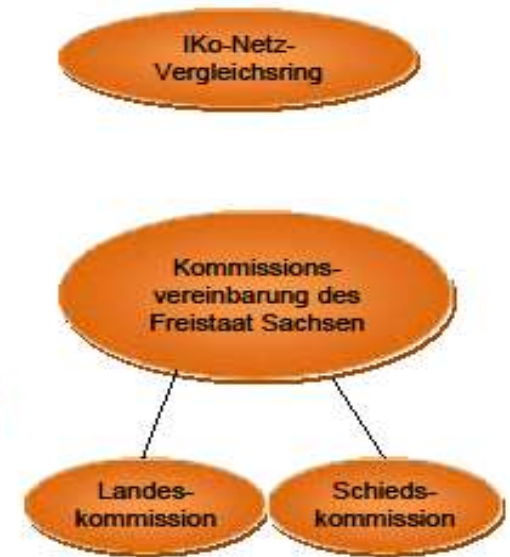 IKo-Netz-
Vergleichsring
Kommissions-
vereinbarung des
Freistaat Sachsen
Landes-
kommission
Schieds-
kommission